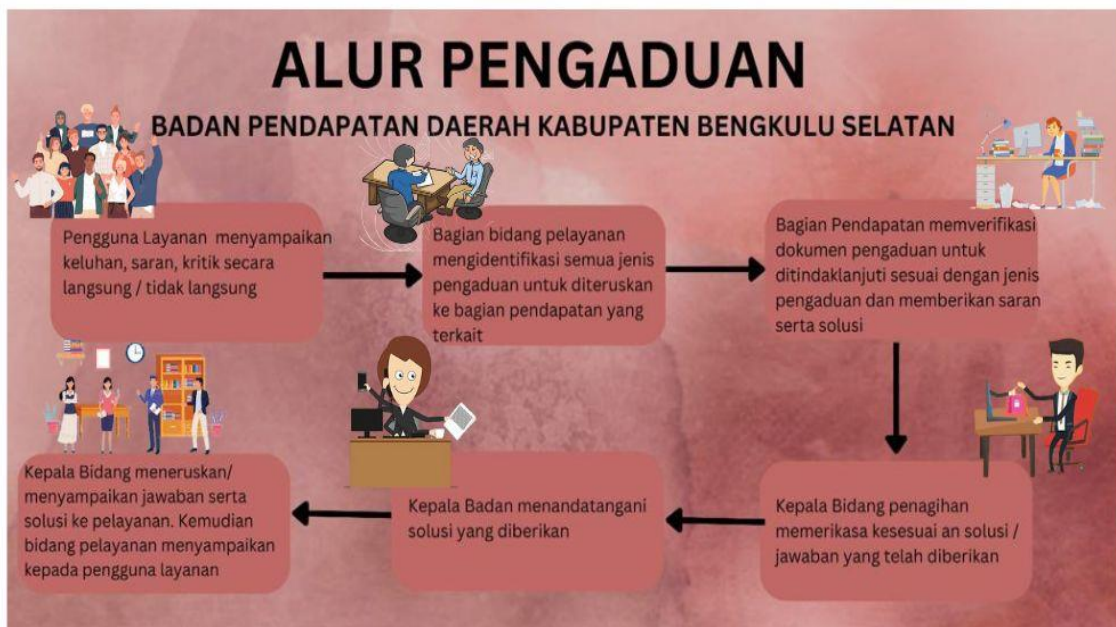 ALUR PENGADUAN
BADAN PENDAPATAN DAERAH KABUPATEN BENGKULU SELATAN
Pengguna Layanan menyampaikan
keluhan, saran, kritik secara
langsung / tidak langsung
Bagian bidang pelayanan
mengidentifikasi semua jenis
pengaduan untuk diteruskan
ke bagian pendapatan yang
terkait
Bagian Pendapatan memverifikasi
dokumen pengaduan untuk
ditindaklanjuti sesuai dengan jenis
pengaduan dan memberikan saran
serta solusi
Kepala Bidang penagihan
memerikasa kesesuai an solusi /
jawaban yang telah diberikan
Kepala Badan menandatangani
solusi yang diberikan
Kepala Bidang meneruskan/
menyampaikan jawaban serta
solusi ke pelayanan. Kemudian
bidang pelayanan menyampaikan
kepada pengguna layanan